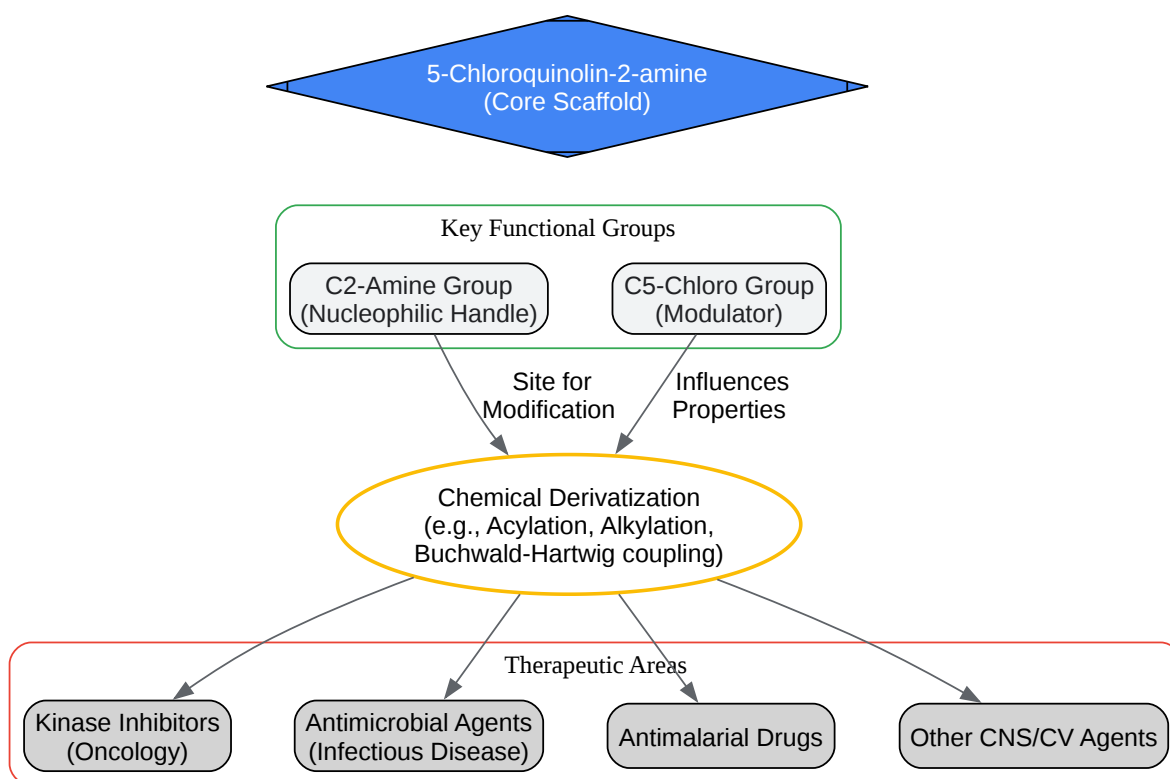 5-Chloroquinolin-2-amine
(Core Scaffold)
Key Functional Groups
C2-Amine Group
(Nucleophilic Handle)
C5-Chloro Group
(Modulator)
Site for
Modification
Influences
Properties
Chemical Derivatization
(e.g., Acylation, Alkylation,
Buchwald-Hartwig coupling)
Therapeutic Areas
Kinase Inhibitors
(Oncology)
Antimicrobial Agents
(Infectious Disease)
Antimalarial Drugs
Other CNS/CV Agents